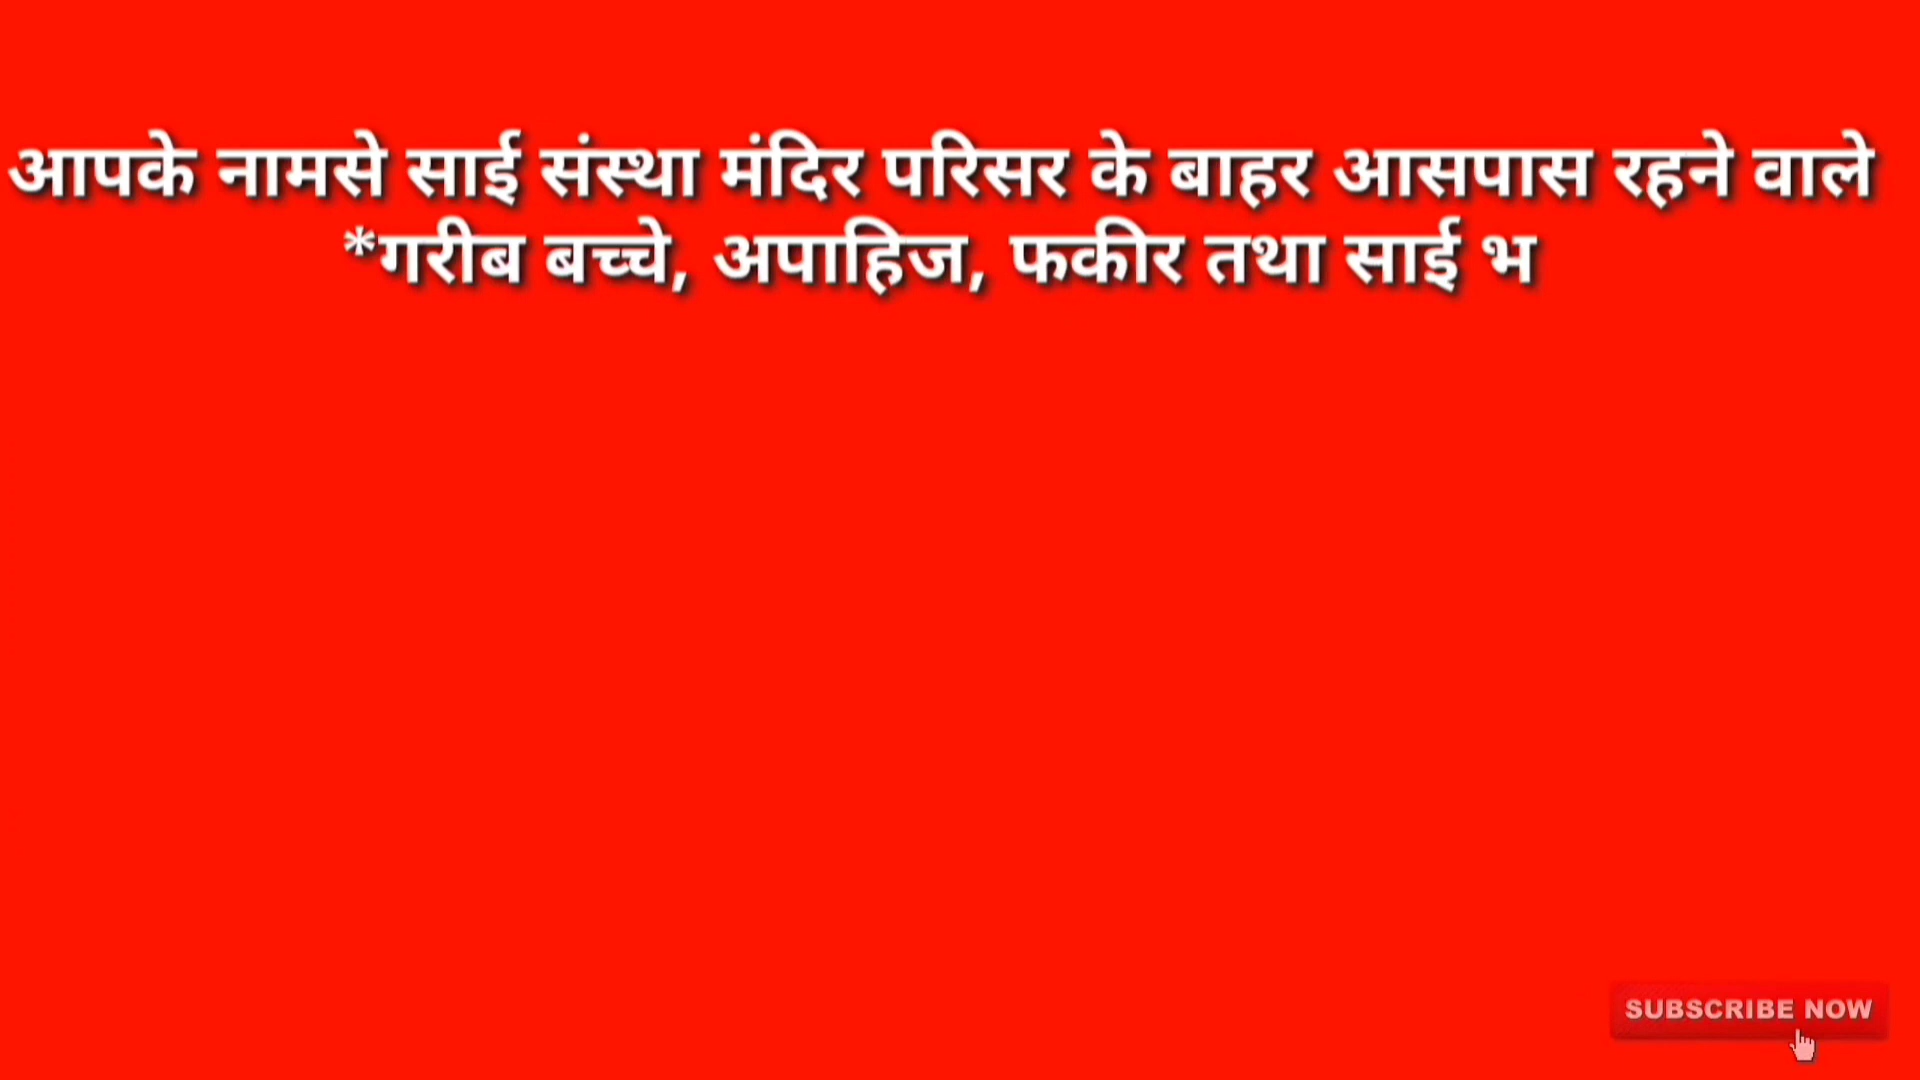 आपके नामसे साई संस्था मंदिर परिसर के बाहर आसपास रहने वाले
*गरीब बच्चे, अपाहिज, फकीर तथा साई भ
SUBSCRIBE NOW